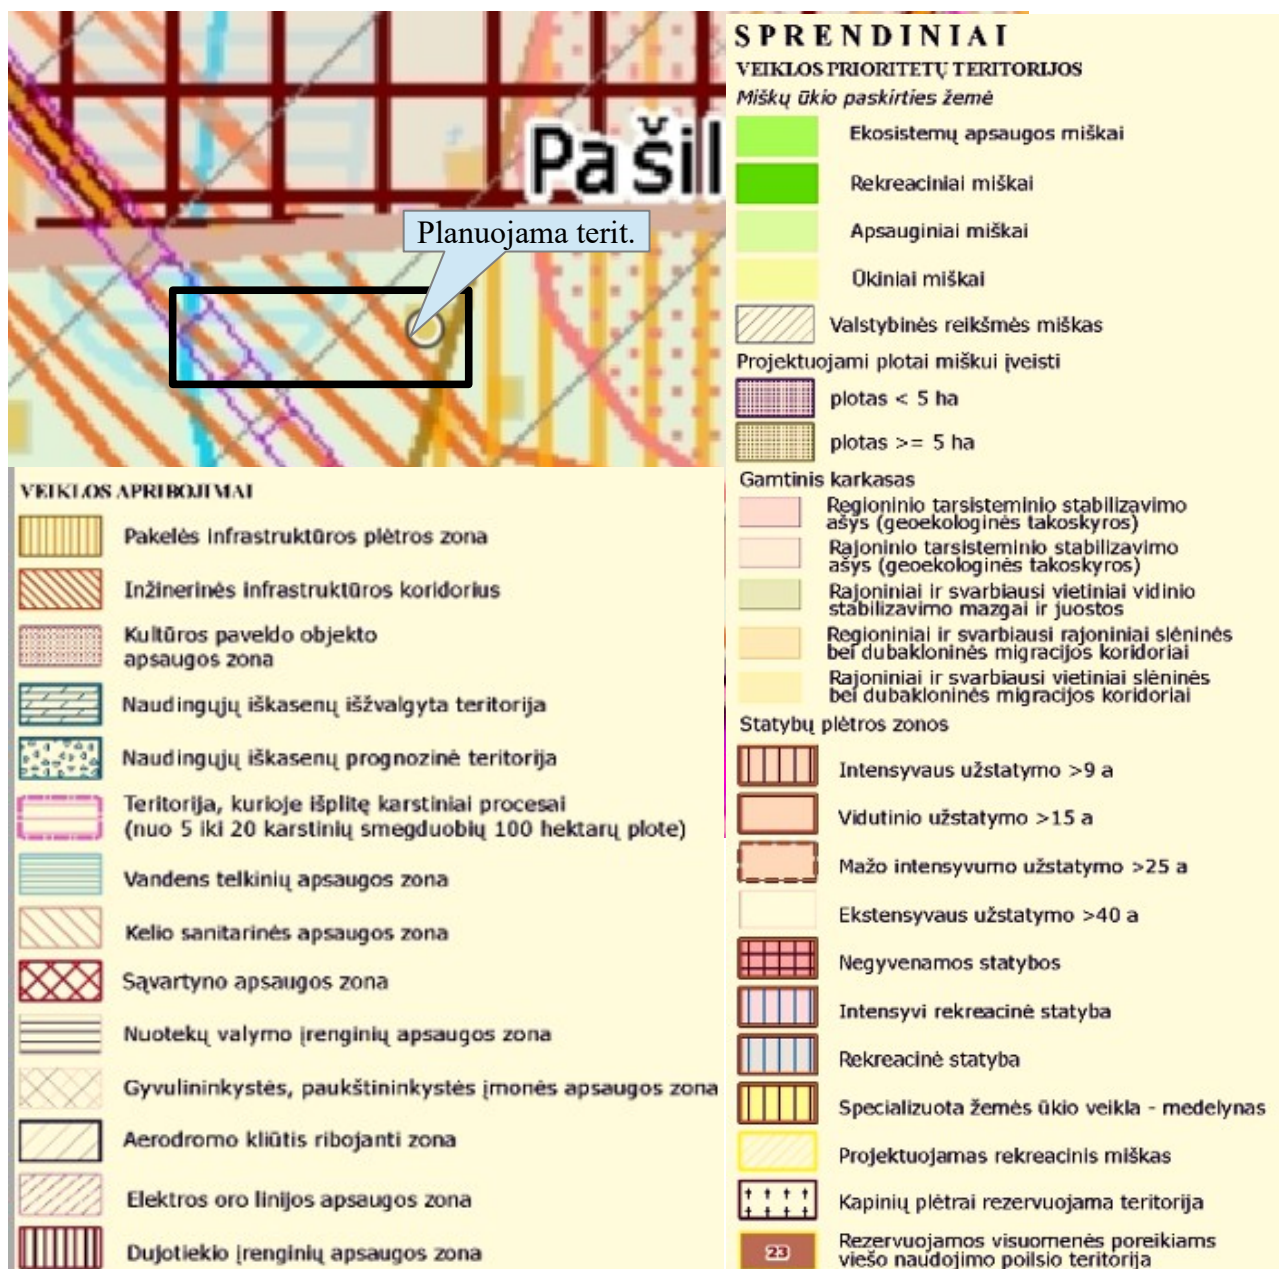 Pašil
Planuojama terit.
VEIKLOS APRIBOJIMAI
Pakelės infrastruktūros plėtros zona
Inžinerinės infrastruktūros koridorius
Kultūros paveldo objekto
apsaugos zona
Naudingųjų iškasenų išžvalgyta teritorija
Naudingųjų iškasenų prognozinė teritorija
Teritorija, kurioje išplitę karstiniai procesai
(nuo 5 iki 20 karstinių smegduobių 100 hektarų plote)
Vandens telkinių apsaugos zona
Kelio sanitarinės apsaugos zona
Sąvartyno apsaugos zona
Nuotekų valymo įrenginių apsaugos zona
Gyvulininkystės, paukštininkystės įmonės apsaugos zona
Aerodromo kliūtis ribojanti zona
Elektros oro linijos apsaugos zona
Dujotiekio įrenginių apsaugos zona
SPRENDINIAI
VEIKLOS PRIORITETŲ TERITORIJOS
Miškų ūkio paskirties žemė
Ekosistemų apsaugos miškai
Rekreaciniai miškai
Apsauginiai miškai
Ūkiniai miškai
Valstybinės reikšmės miškas
Projektuojami plotai miškui įveisti
plotas < 5 ha
plotas >= 5 ha
Gamtinis karkasas
Regioninio tarsisteminio stabilizavimo
ašys (geoekologinės takoskyros)
Rajoninio tarsisteminio stabilizavimo
ašys (geoekologinės takoskyros)
Rajoniniai ir svarbiausi vietiniai vidinio
stabilizavimo mazgai ir juostos
Regioniniai ir svarbiausi rajoniniai slėninės
bei dubakloninės migracijos koridoriai
Rajoniniai ir svarbiausi vietiniai slėninės
bei dubakloninės migracijos koridoriai
Statybų plėtros zonos
Intensyvaus užstatymo >9 a
Vidutinio užstatymo >15 a
Mažo intensyvumo užstatymo >25 a
Ekstensyvaus užstatymo >40 a
Negyvenamos statybos
Intensyvi rekreacinė statyba
Rekreacinė statyba
Specializuota žemės ūkio veikla - medelynas
Projektuojamas rekreacinis miškas
Kapinių plėtrai rezervuojama teritorija
23
Rezervuojamos visuomenės poreikiams
viešo naudojimo poilsio teritorija